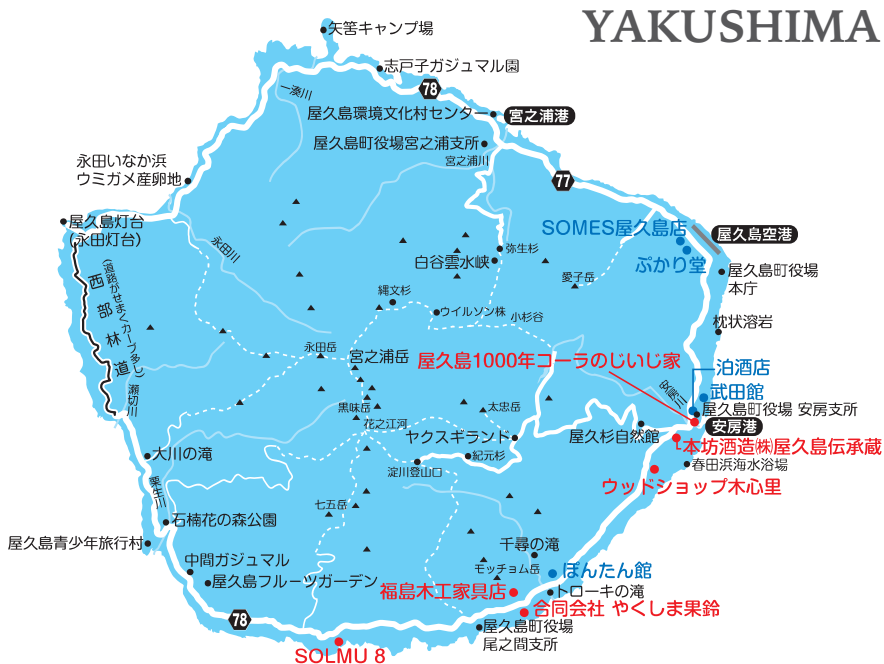 YAKUSHIMA
矢筈キャンプ場
志戸子ガジュマル園
78
一湊川
屋久島環境文化村センター
宮之浦港
屋久島町役場宮之浦支所
宮之浦川
永田いなか浜
ウミガメ産卵地
77
屋久島灯台
(永田灯台)
永田川
SOMES屋久島店
屋久島空港
ぷかり堂
弥生杉
白谷雲水峡
愛子岳
屋久島町役場
本庁
西部林道
(道路がせまくカーブ多し)
縄文杉
ウイルソン株
小杉谷
枕状溶岩
永田岳
宮之浦岳
屋久島1000年コーラのじいじ家
泊酒店
武田館
安房川
瀬切川
黒味岳
花之江河
太忠岳
屋久島町役場 安房支所
安房港
ヤクスギランド
屋久杉自然館
本坊酒造㈱屋久島伝承蔵
大川の滝
紀元杉
淀川登山口
春田浜海水浴場
ウッドショップ木心里
栗生川
七五岳
石楠花の森公園
屋久島青少年旅行村
千尋の滝
中間ガジュマル
モッチョム岳
ぽんたん館
屋久島フルーツガーデン
福島木工家具店
トローキの滝
合同会社 やくしま果鈴
78
屋久島町役場
尾之間支所
SOLMU 8